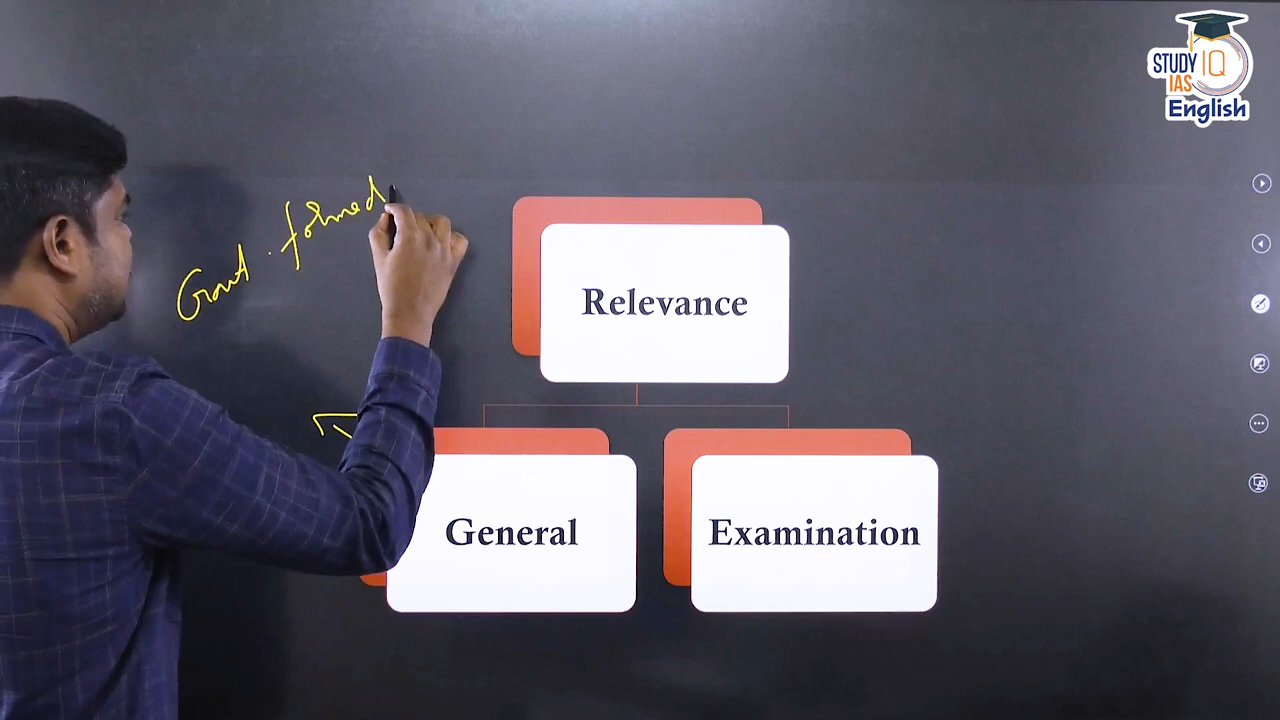 STUDY IQ
IAS
English
Govt. formed
Relevance
General
Examination